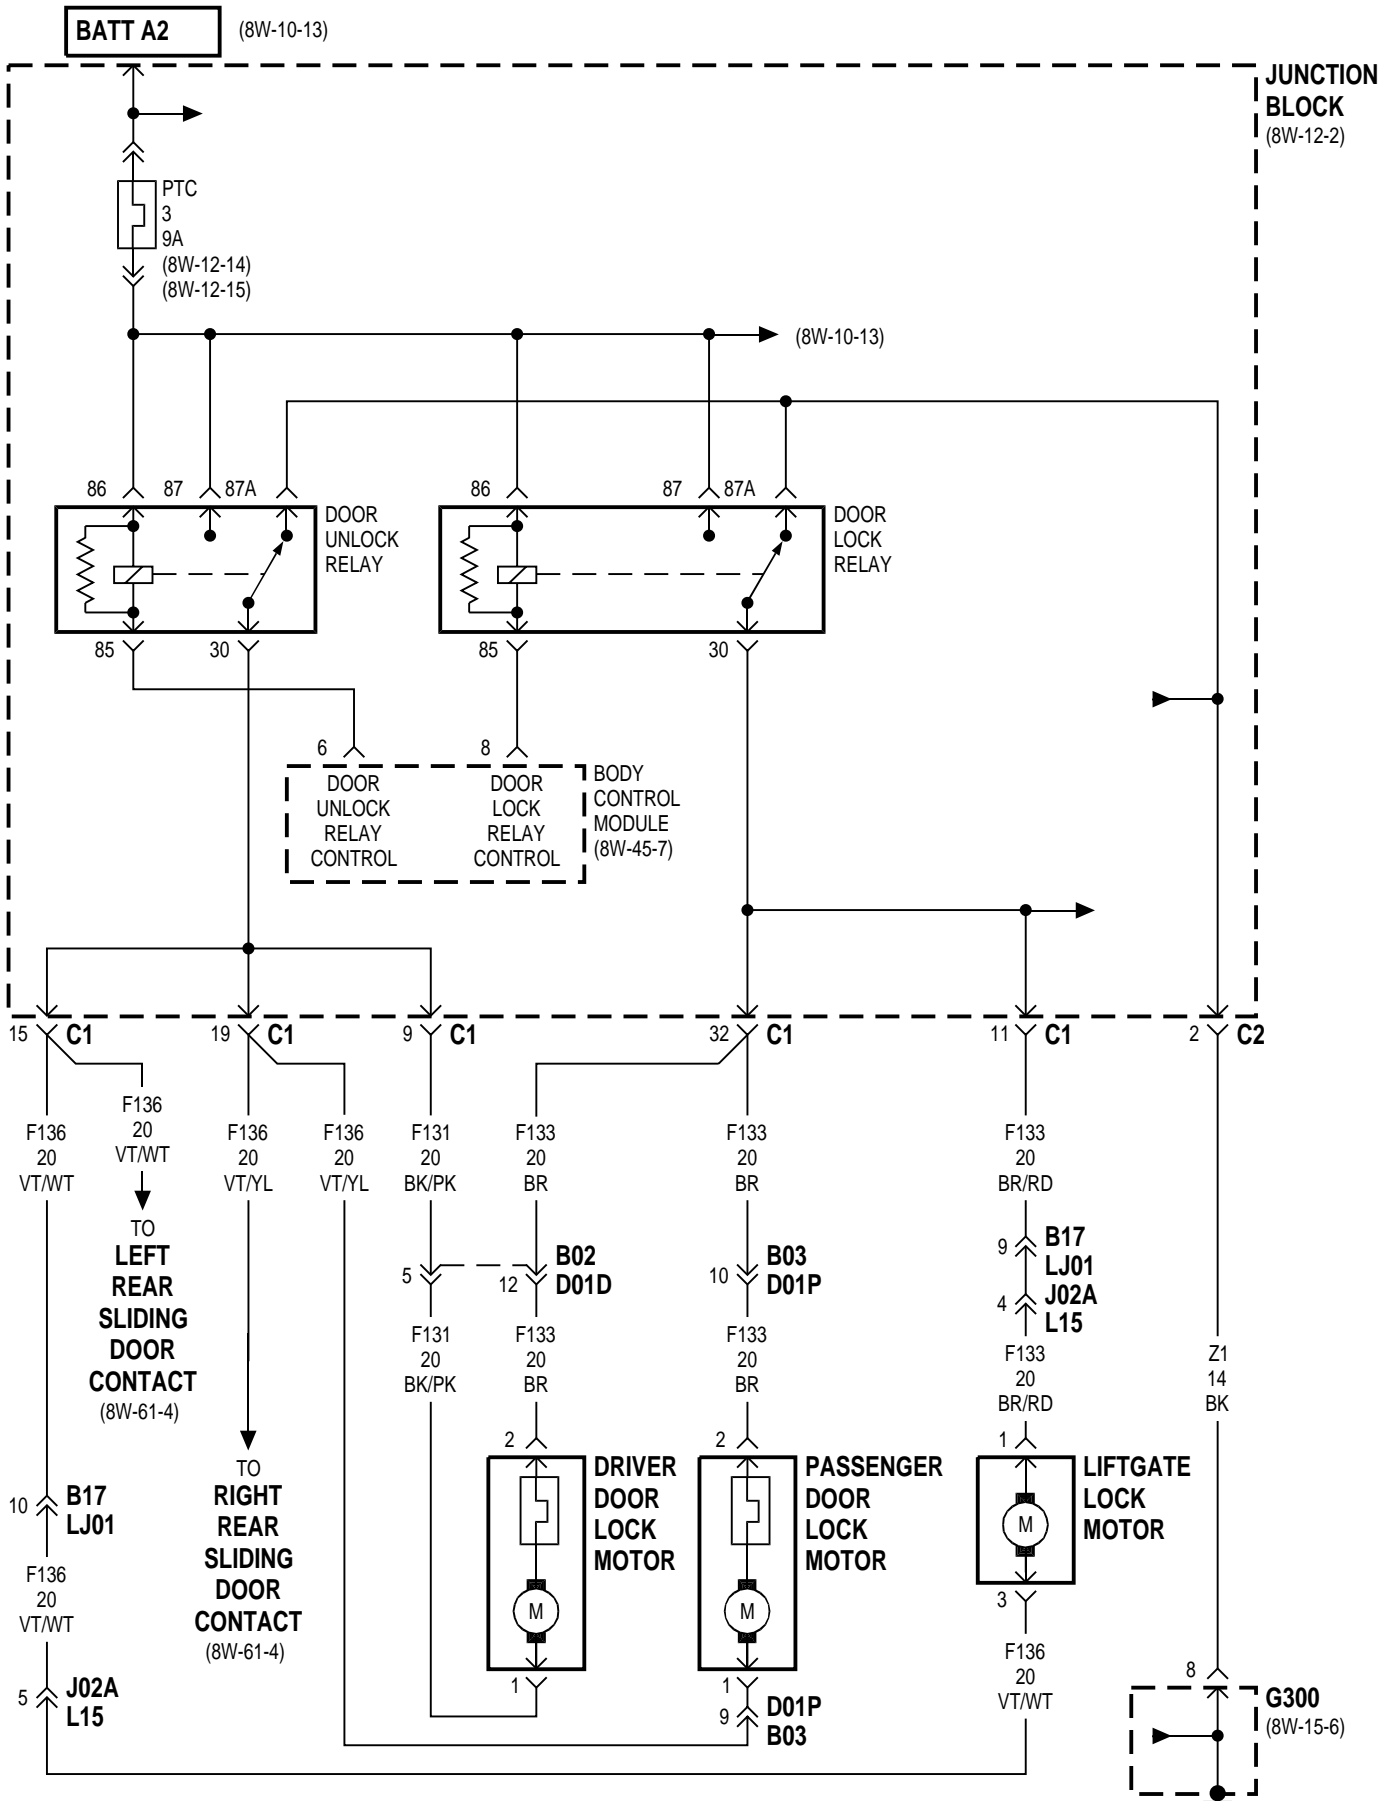 BATT A2
(8W-10-13)
JUNCTION
BLOCK
(8W-12-2)
PTC
3
9A
(8W-12-14)
(8W-12-15)
(8W-10-13)
86
87
87A
86
87
87A
DOOR
UNLOCK
RELAY
DOOR
LOCK
RELAY
85
30
85
30
6
8
DOOR
UNLOCK
RELAY
CONTROL
DOOR
LOCK
RELAY
CONTROL
BODY
CONTROL
MODULE
(8W-45-7)
15
C1
19
C1
9
C1
32
C1
11
C1
2
C2
F136
20
VT/WT
F136
20
VT/WT
F136
20
VT/YL
F136
20
VT/YL
F131
20
BK/PK
F133
20
BR
F133
20
BR
F133
20
BR/RD
TO
LEFT
REAR
SLIDING
DOOR
CONTACT
(8W-61-4)
5
12
B02
D01D
10
B03
D01P
9
B17
LJ01
4
J02A
L15
F131
20
BK/PK
F133
20
BR
F133
20
BR
F133
20
BR/RD
Z1
14
BK
2
2
1
TO
RIGHT
REAR
SLIDING
DOOR
CONTACT
(8W-61-4)
DRIVER
DOOR
LOCK
MOTOR
PASSENGER
DOOR
LOCK
MOTOR
LIFTGATE
LOCK
MOTOR
10
B17
LJ01
M
M
M
F136
20
VT/WT
3
F136
20
VT/WT
5
J02A
L15
1
1
9
D01P
B03
8
G300
(8W-15-6)